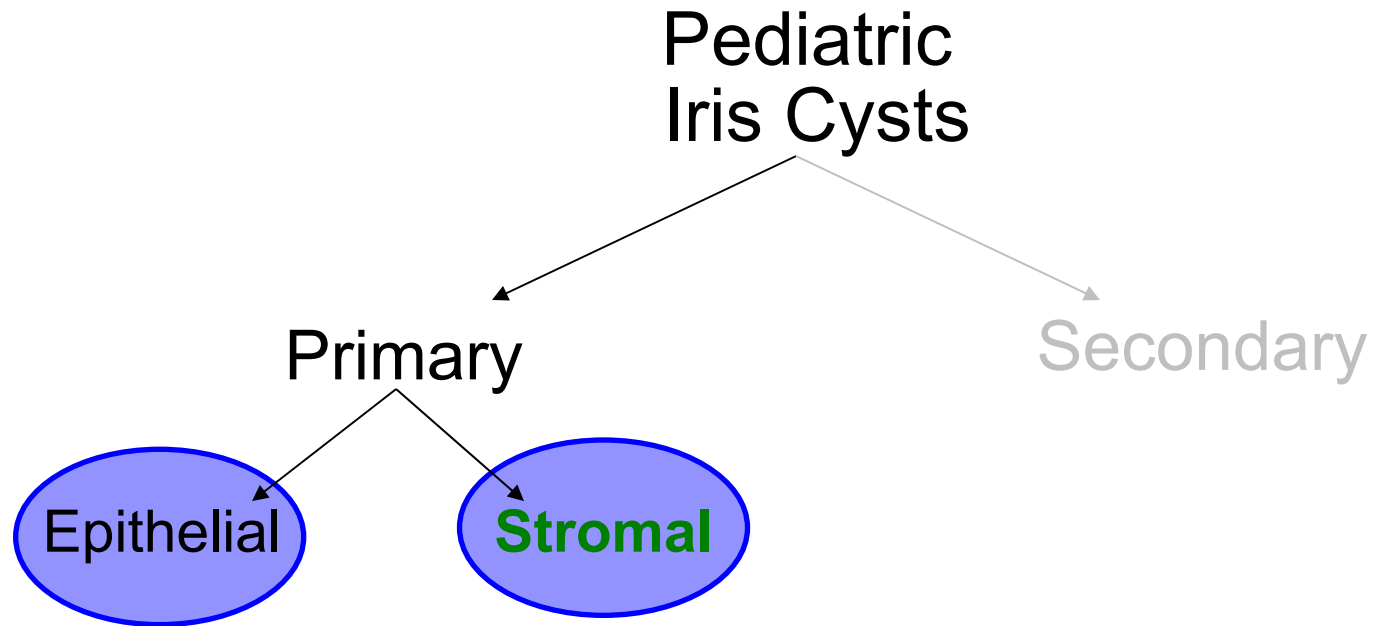 Pediatric
Iris Cysts
Primary
Secondary
Epithelial
Stromal